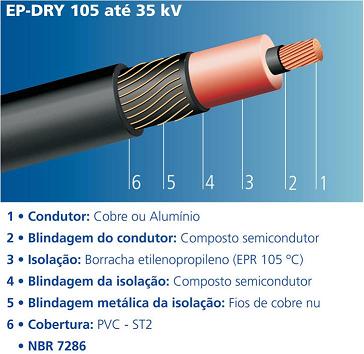 EP-DRY 105 até 35 kV
6 5 4 3 2 1
1 • Condutor: Cobre ou Alumínio
2 • Blindagem do condutor: Composto semicondutor
3 • Isolação: Borracha etilenopropileno (EPR 105 ºC)
4 • Blindagem da isolação: Composto semicondutor
5 • Blindagem metálica da isolação: Fios de cobre nu
6 • Cobertura: PVC - ST2
• NBR 7286